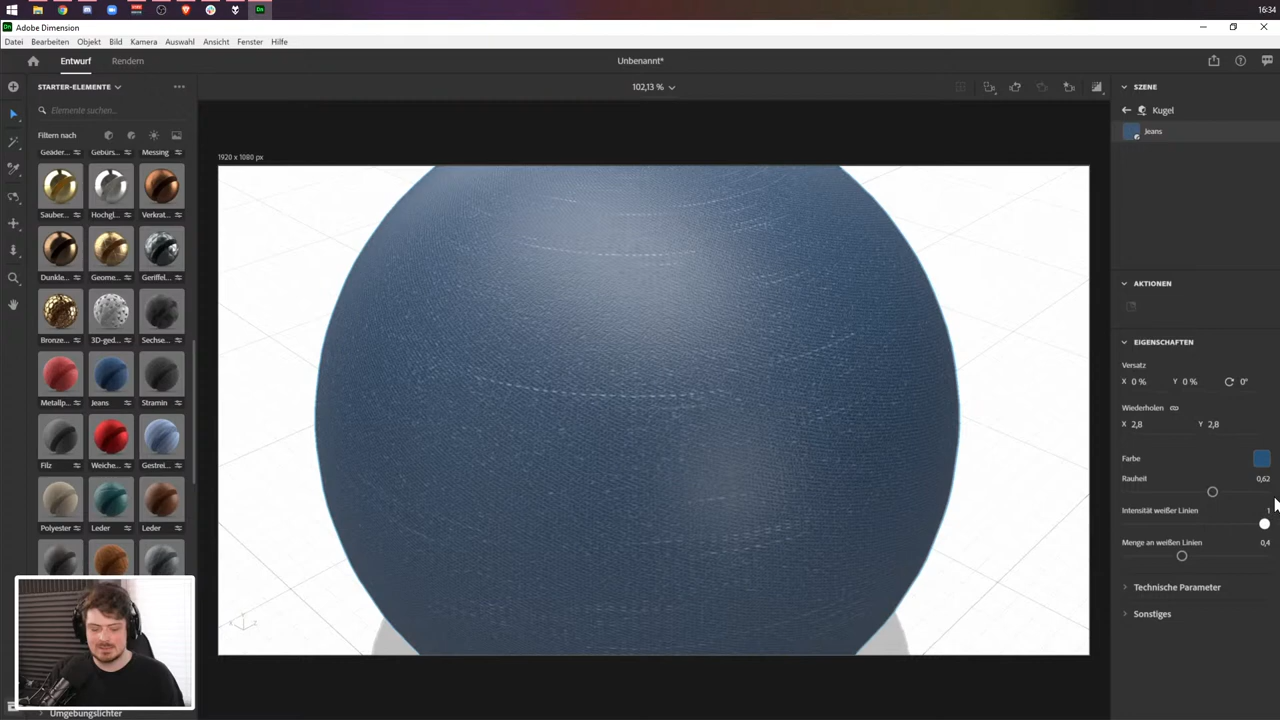 16:34
Adobe Dimension
Datei Bearbeiten Objekt Bild Kamera Auswahl Ansicht Fenster Hilfe
Entwurf Rendern
Unbenannt*
STARTER-ELEMENTE
102,13 %
Elemente suchen...
Filtern nach
Geäder... Gebürs... Messing
Sauber... Hochgl... Verkrat...
Dunkle... Geome... Geriffel...
Bronze... 3D-ged... Sechse...
Metallp... Jeans Stramin
Filz Weiche... Gestrei...
Polyester Leder Leder
Umgebungslichter
1920 x 1080 px
SZENE
Kugel
Jeans
AKTIONEN
EIGENSCHAFTEN
Versatz
X 0 % Y 0 % 0°
Wiederholen
X 2,8 Y 2,8
Farbe
Rauheit 0,62
Intensität weißer Linien 1
Menge an weißen Linien 0,4
Technische Parameter
Sonstiges